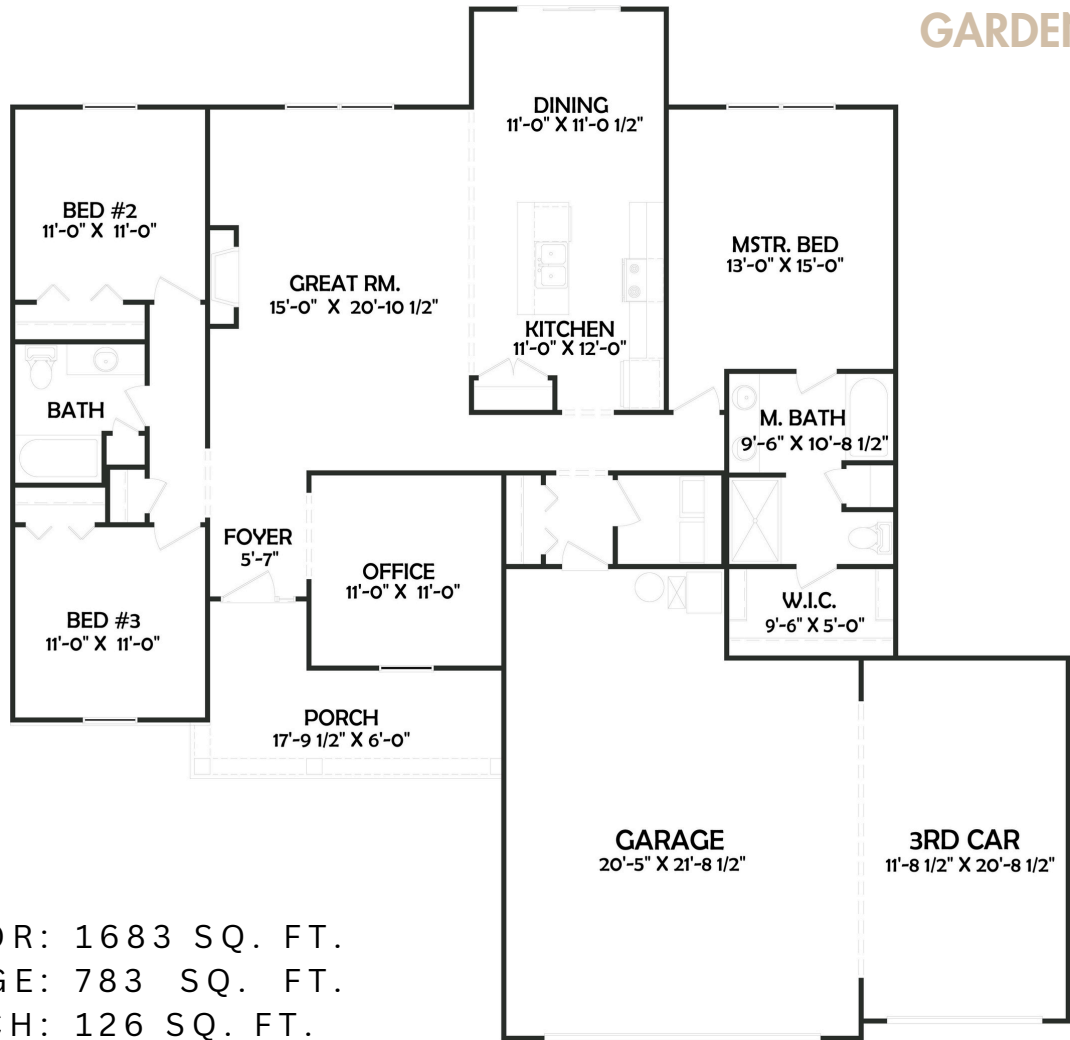 GARDEN
DINING
11'-0" X 11'-0 1/2"
BED #2
11'-0" X 11'-0"
MSTR. BED
13'-0" X 15'-0"
GREAT RM.
15'-0" X 20'-10 1/2"
KITCHEN
11'-0" X 12'-0"
BATH
M. BATH
9'-6" X 10'-8 1/2"
FOYER
5'-7"
OFFICE
11'-0" X 11'-0"
W.I.C.
9'-6" X 5'-0"
BED #3
11'-0" X 11'-0"
PORCH
17'-9 1/2" X 6'-0"
GARAGE
20'-5" X 21'-8 1/2"
3RD CAR
11'-8 1/2" X 20'-8 1/2"
OR: 1683 SQ. FT.
GE: 783 SQ. FT.
CH: 126 SQ. FT.